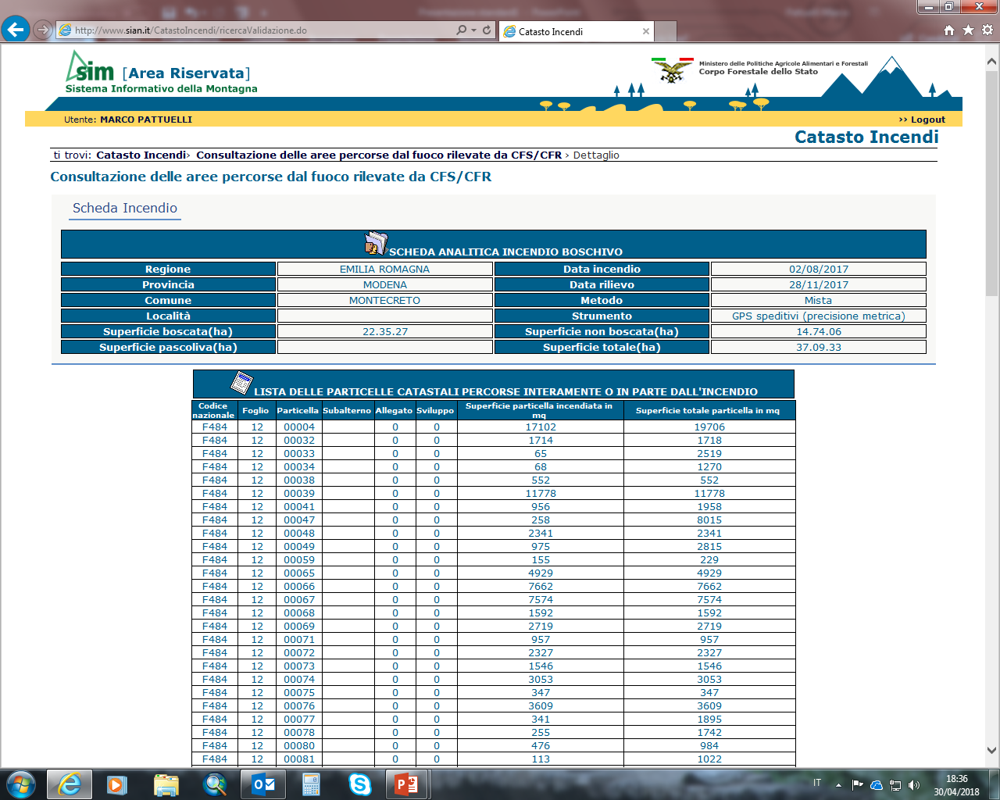 http://www.sian.it/CatastoIncendi/ricercaValidazione.do
Catasto Incendi
sim [Area Riservata]
Sistema Informativo della Montagna
Ministero delle Politiche Agricole Alimentari e Forestali
Corpo Forestale dello Stato
Utente: MARCO PATTUELLI
›› Logout
Catasto Incendi
ti trovi: Catasto Incendi› Consultazione delle aree percorse dal fuoco rilevate da CFS/CFR › Dettaglio
Consultazione delle aree percorse dal fuoco rilevate da CFS/CFR
Scheda Incendio
SCHEDA ANALITICA INCENDIO BOSCHIVO
Regione EMILIA ROMAGNA Data incendio 02/08/2017
Provincia MODENA Data rilievo 28/11/2017
Comune MONTECRETO Metodo Mista
Località Strumento GPS speditivi (precisione metrica)
Superficie boscata(ha) 22.35.27 Superficie non boscata(ha) 14.74.06
Superficie pascoliva(ha) Superficie totale(ha) 37.09.33
LISTA DELLE PARTICELLE CATASTALI PERCORSE INTERAMENTE O IN PARTE DALL'INCENDIO
Codice nazionale Foglio Particella Subalterno Allegato Sviluppo Superficie particella incendiata in mq Superficie totale particella in mq
F484 12 00004 0 0 17102 19706
F484 12 00032 0 0 1714 1718
F484 12 00033 0 0 65 2519
F484 12 00034 0 0 68 1270
F484 12 00038 0 0 552 552
F484 12 00039 0 0 11778 11778
F484 12 00041 0 0 956 1958
F484 12 00047 0 0 258 8015
F484 12 00048 0 0 2341 2341
F484 12 00049 0 0 975 2815
F484 12 00059 0 0 155 229
F484 12 00065 0 0 4929 4929
F484 12 00066 0 0 7662 7662
F484 12 00067 0 0 7574 7574
F484 12 00068 0 0 1592 1592
F484 12 00069 0 0 2719 2719
F484 12 00071 0 0 957 957
F484 12 00072 0 0 2327 2327
F484 12 00073 0 0 1546 1546
F484 12 00074 0 0 3053 3053
F484 12 00075 0 0 347 347
F484 12 00076 0 0 3609 3609
F484 12 00077 0 0 341 1895
F484 12 00078 0 0 255 1742
F484 12 00080 0 0 476 984
F484 12 00081 0 0 113 1022
IT
18:36
30/04/2018